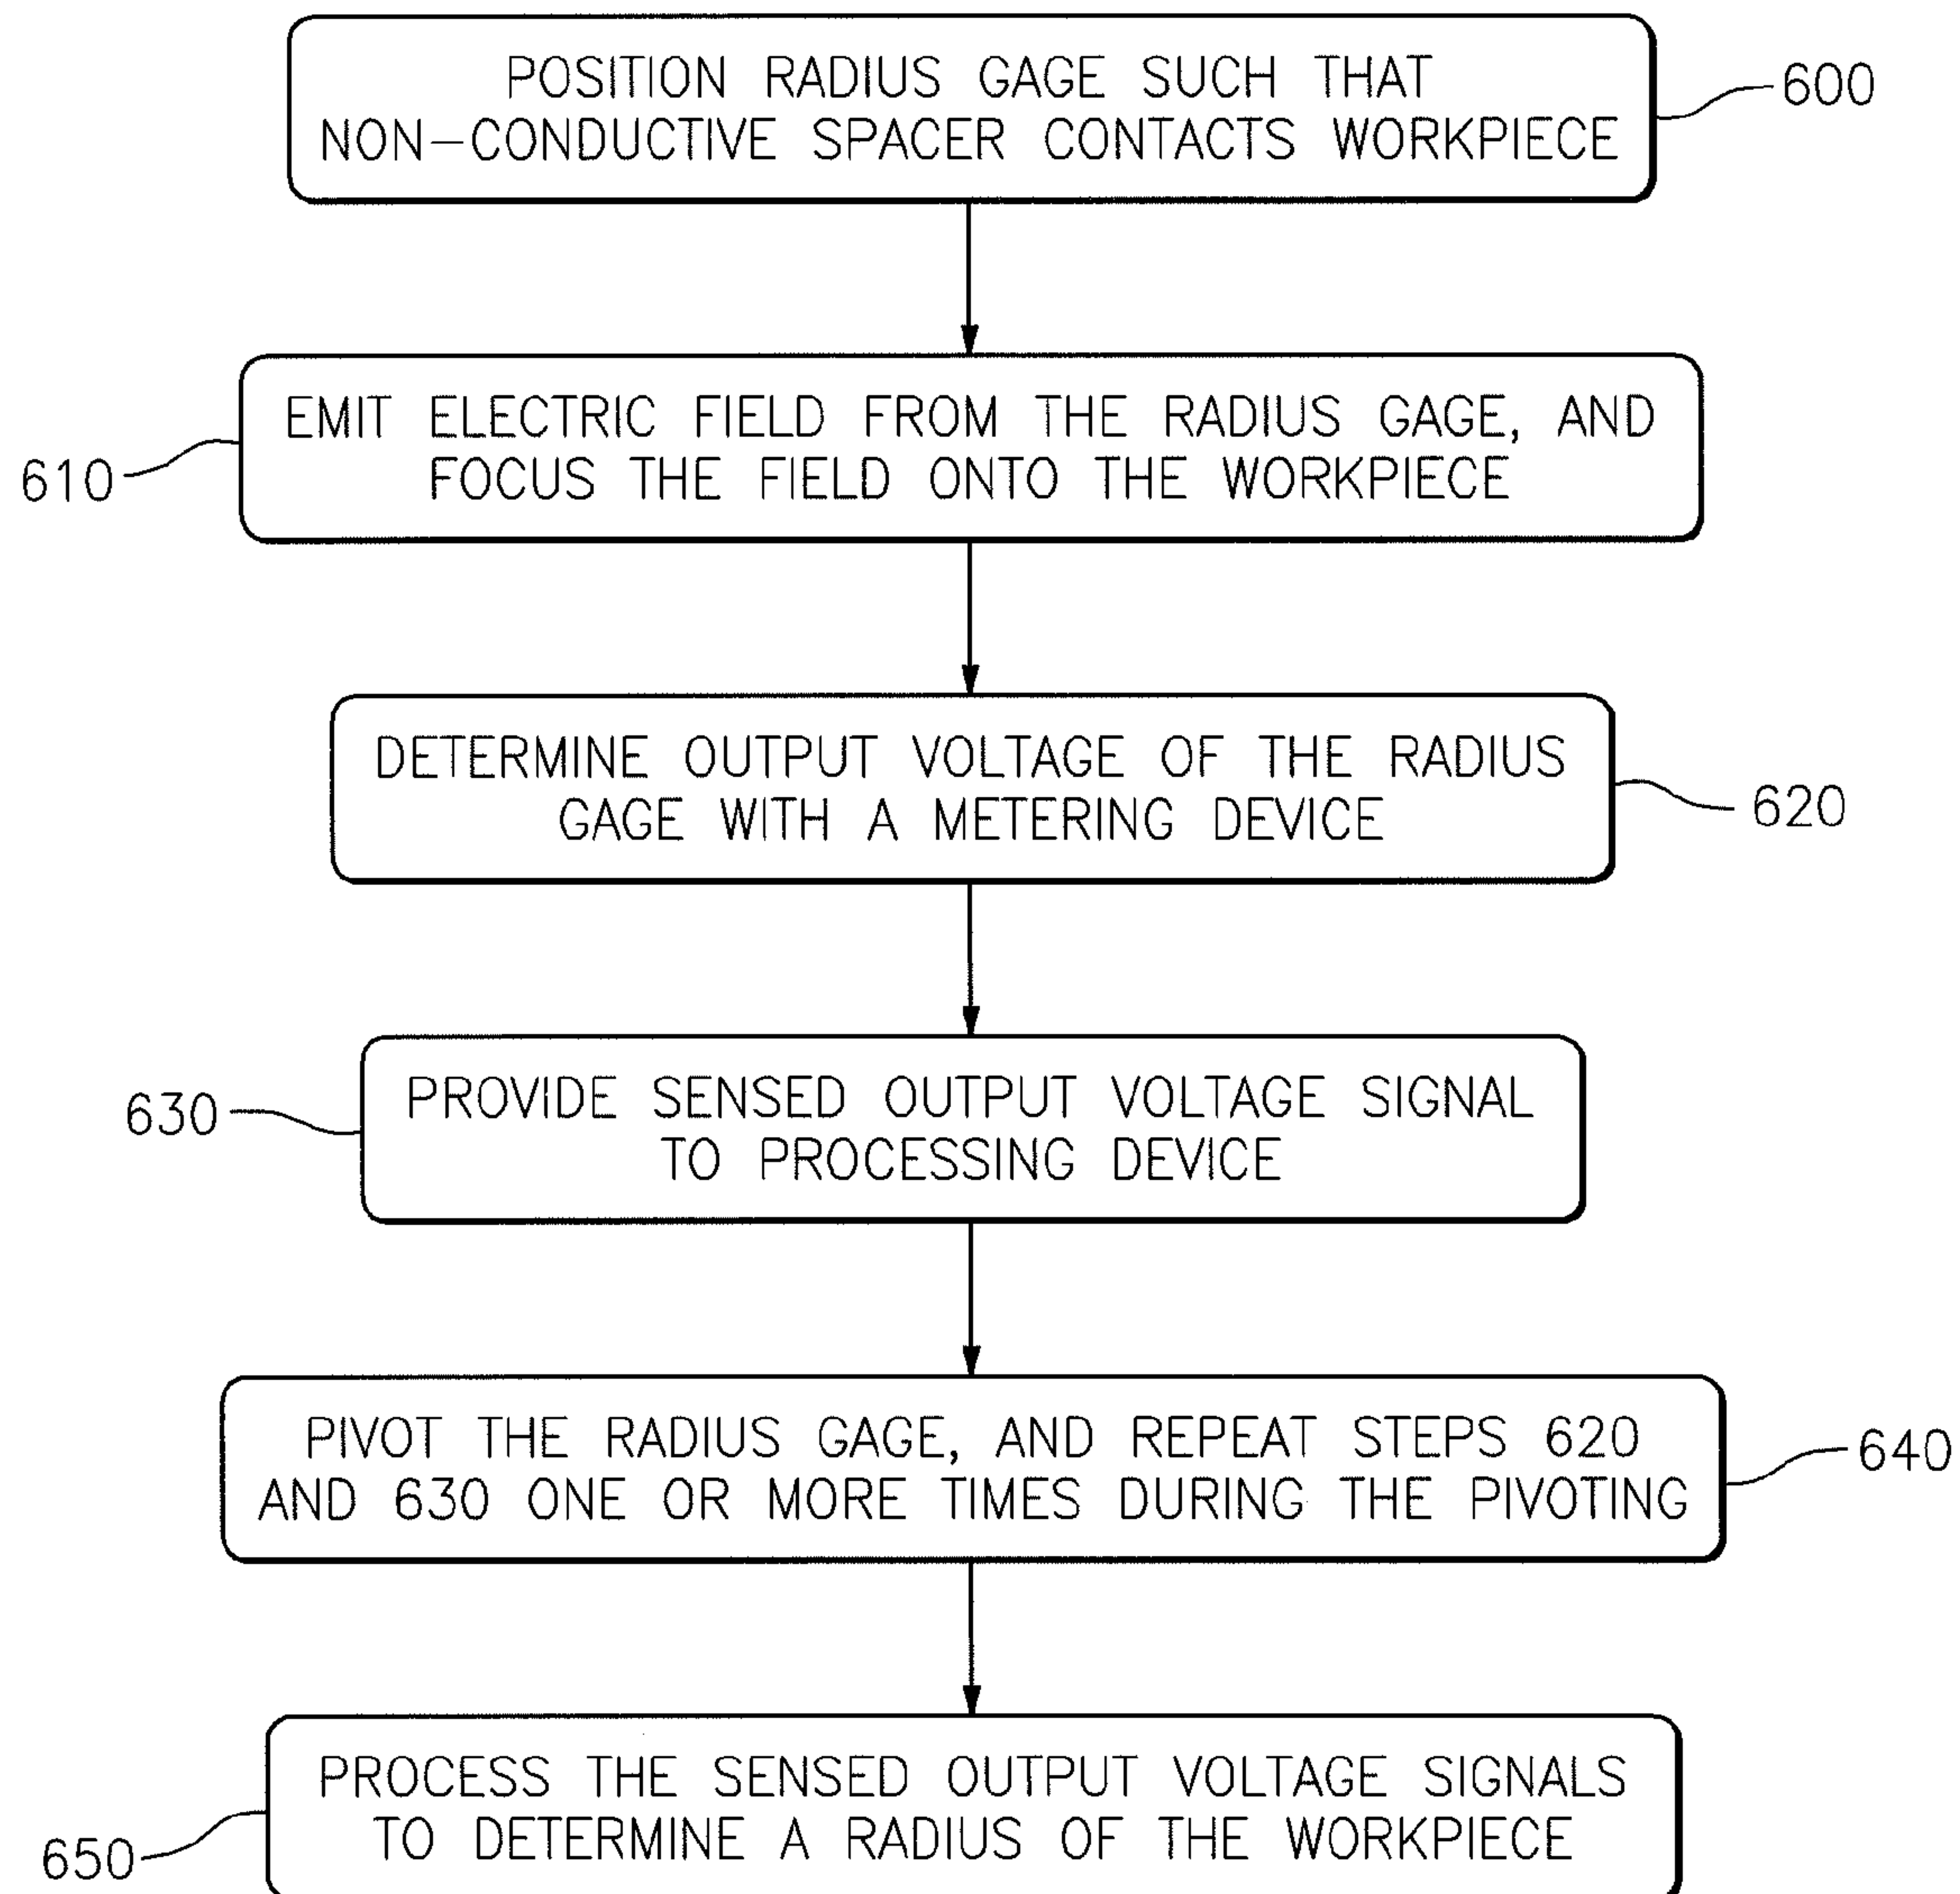 POSITION RADIUS GAGE SUCH THAT
NON-CONDUCTIVE SPACER CONTACTS WORKPIECE
600
EMIT ELECTRIC FIELD FROM THE RADIUS GAGE, AND
FOCUS THE FIELD ONTO THE WORKPIECE
610
DETERMINE OUTPUT VOLTAGE OF THE RADIUS
GAGE WITH A METERING DEVICE
620
PROVIDE SENSED OUTPUT VOLTAGE SIGNAL
TO PROCESSING DEVICE
630
PIVOT THE RADIUS GAGE, AND REPEAT STEPS 620
AND 630 ONE OR MORE TIMES DURING THE PIVOTING
640
PROCESS THE SENSED OUTPUT VOLTAGE SIGNALS
TO DETERMINE A RADIUS OF THE WORKPIECE
650